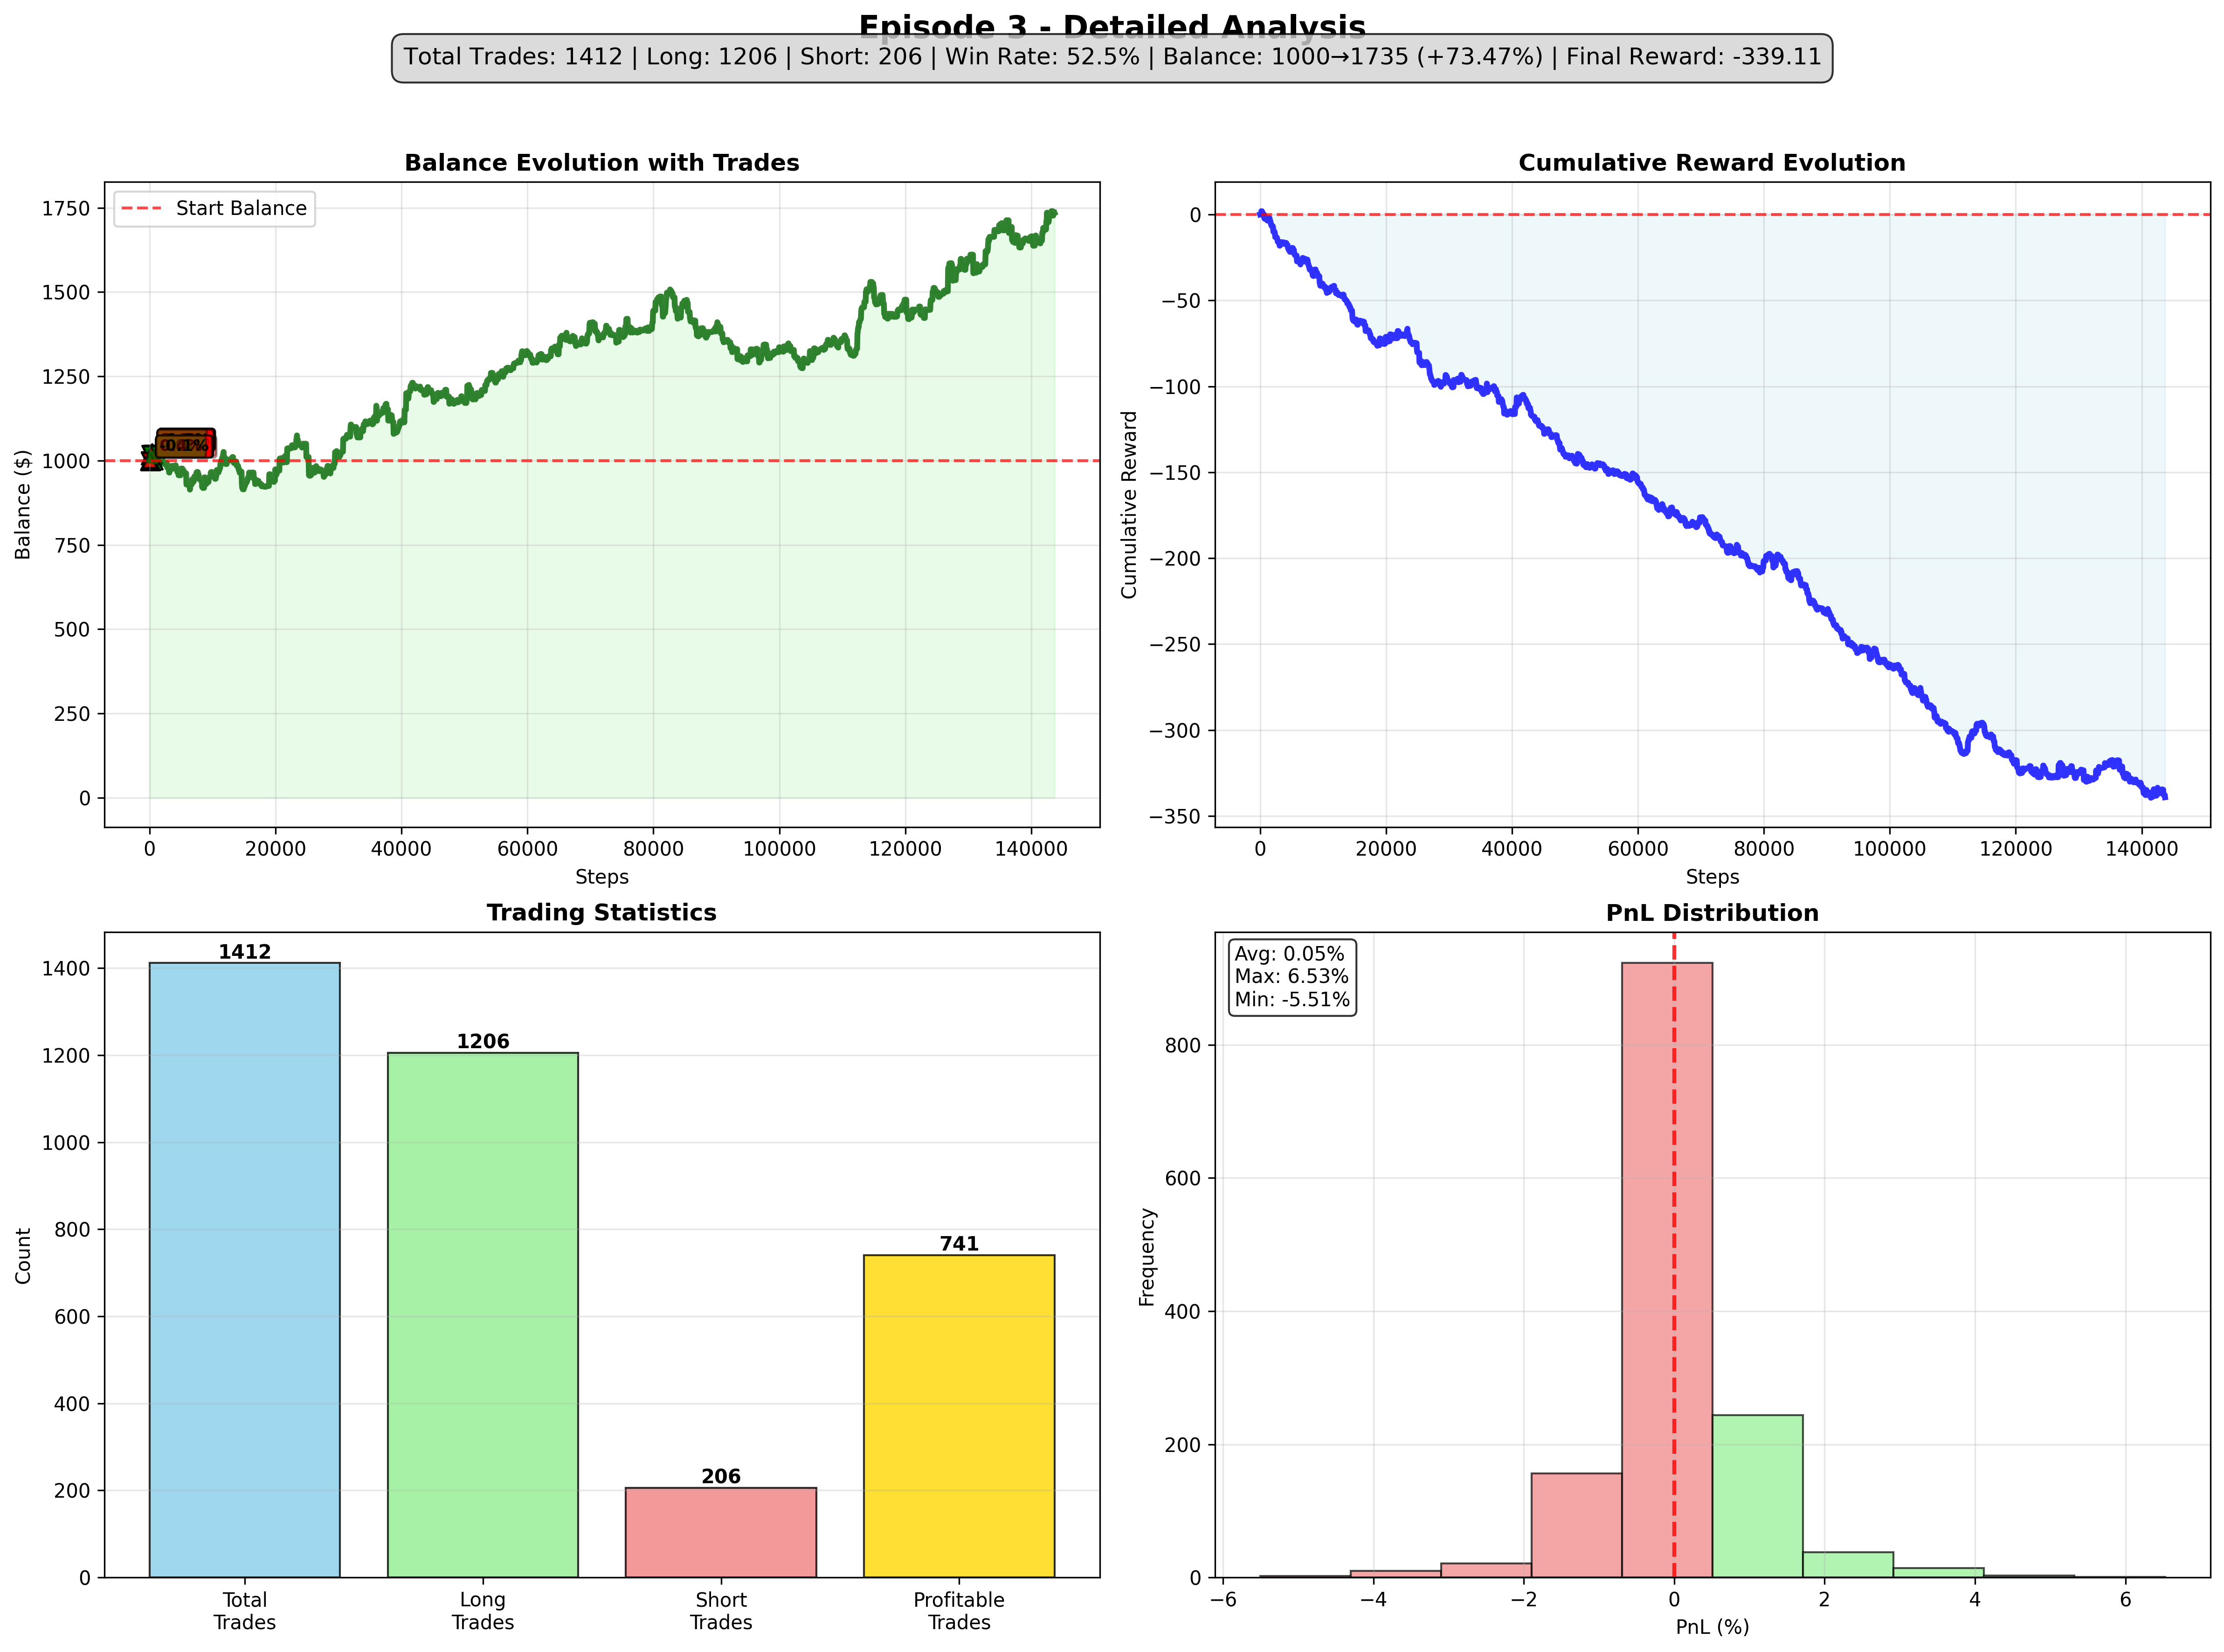 Episode 3 - Detailed Analysis
Total Trades: 1412 | Long: 1206 | Short: 206 | Win Rate: 52.5% | Balance: 1000→1735 (+73.47%) | Final Reward: -339.11
Balance Evolution with Trades
Start Balance
Balance ($)
1750
1500
1250
1000
750
500
250
0
0 20000 40000 60000 80000 100000 120000 140000
Steps
Cumulative Reward Evolution
Cumulative Reward
0
−50
−100
−150
−200
−250
−300
−350
0 20000 40000 60000 80000 100000 120000 140000
Steps
Trading Statistics
Count
1400
1200
1000
800
600
400
200
0
1412
1206
206
741
Total
Trades
Long
Trades
Short
Trades
Profitable
Trades
PnL Distribution
Avg: 0.05%
Max: 6.53%
Min: -5.51%
Frequency
800
600
400
200
0
−6 −4 −2 0 2 4 6
PnL (%)